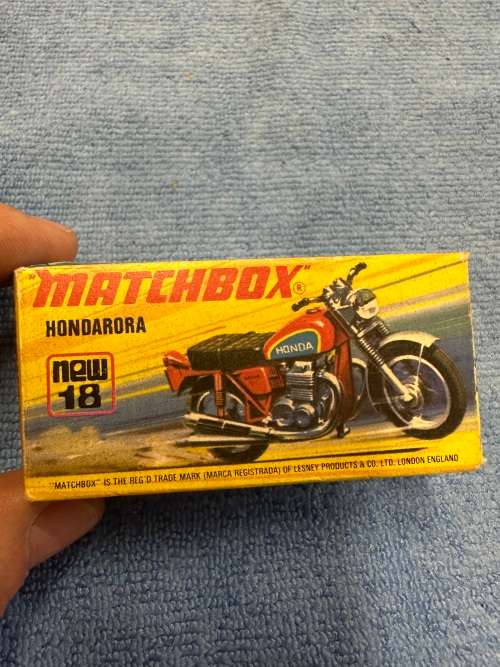 "MATCHBOX"®
HONDARORA
new
18
HONDA
"MATCHBOX" IS THE REG'D TRADE MARK (MARCA REGISTRADA) OF LESNEY PRODUCTS & CO. LTD. LONDON ENGLAND